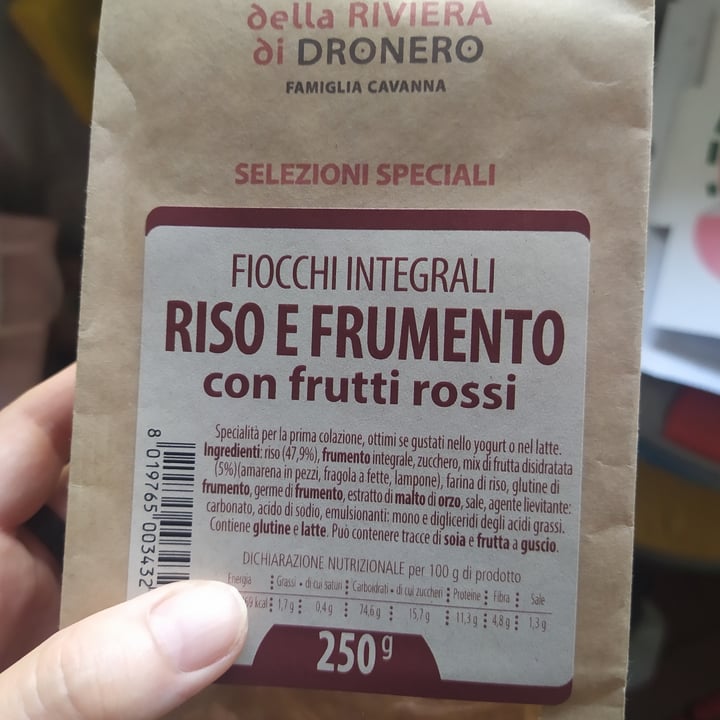 della RIVIERA
di DRONERO
FAMIGLIA CAVANNA
SELEZIONI SPECIALI
FIOCCHI INTEGRALI
RISO E FRUMENTO
con frutti rossi
Specialità per la prima colazione, ottimi se gustati nello yogurt o nel latte.
Ingredienti: riso (47,9%), frumento integrale, zucchero, mix di frutta disidratata
(5%)(amarena in pezzi, fragola a fette, lampone), farina di riso, glutine di
frumento, germe di frumento, estratto di malto di orzo, sale, agente lievitante:
carbonato, acido di sodio, emulsionanti: mono e digliceridi degli acidi grassi.
Contiene glutine e latte. Può contenere tracce di soia e frutta a guscio.
8 019765 003432
DICHIARAZIONE NUTRIZIONALE per 100 g di prodotto
Energia Grassi • di cui saturi Carboidrati • di cui zuccheri Proteine Fibra Sale
69 kcal 1,7 g 0,4 g 74,6 g 15,7 g 11,3 g 4,8 g 1,3 g
250 g